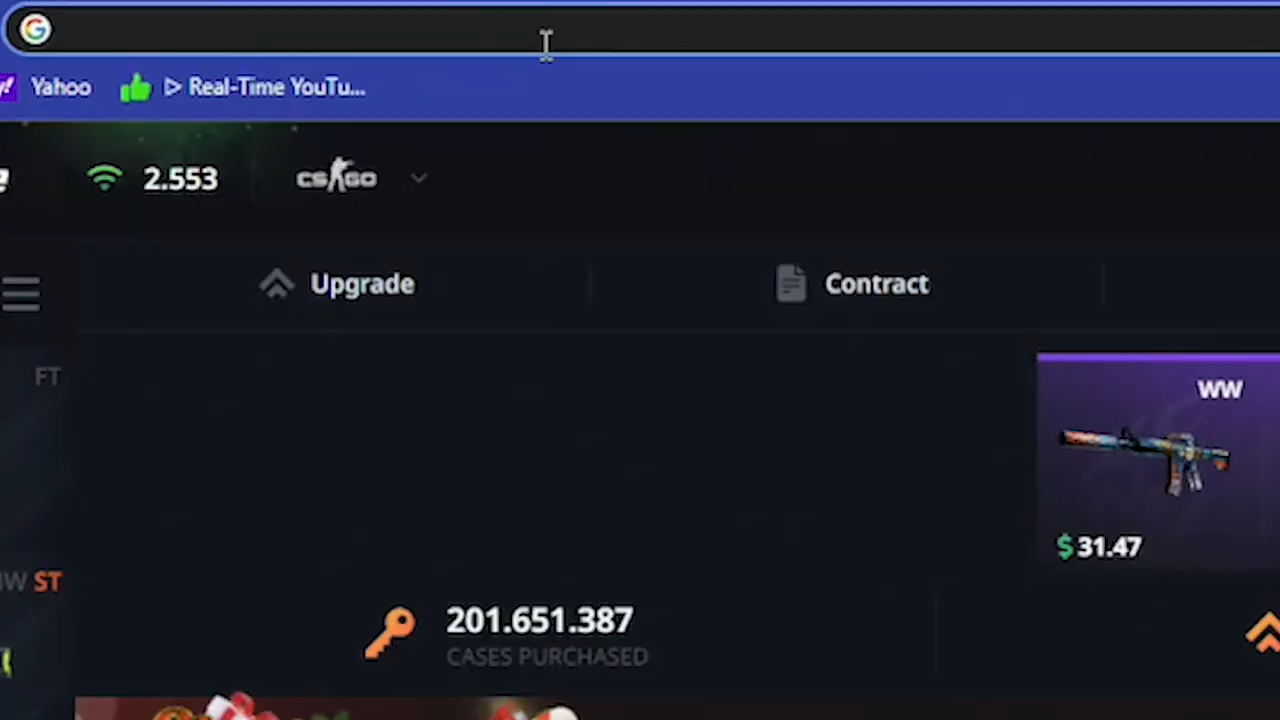 Yahoo
▷ Real-Time YouTu...
2.553
CS GO
Upgrade
Contract
FT
WW
$ 31.47
ST
201.651.387
CASES PURCHASED